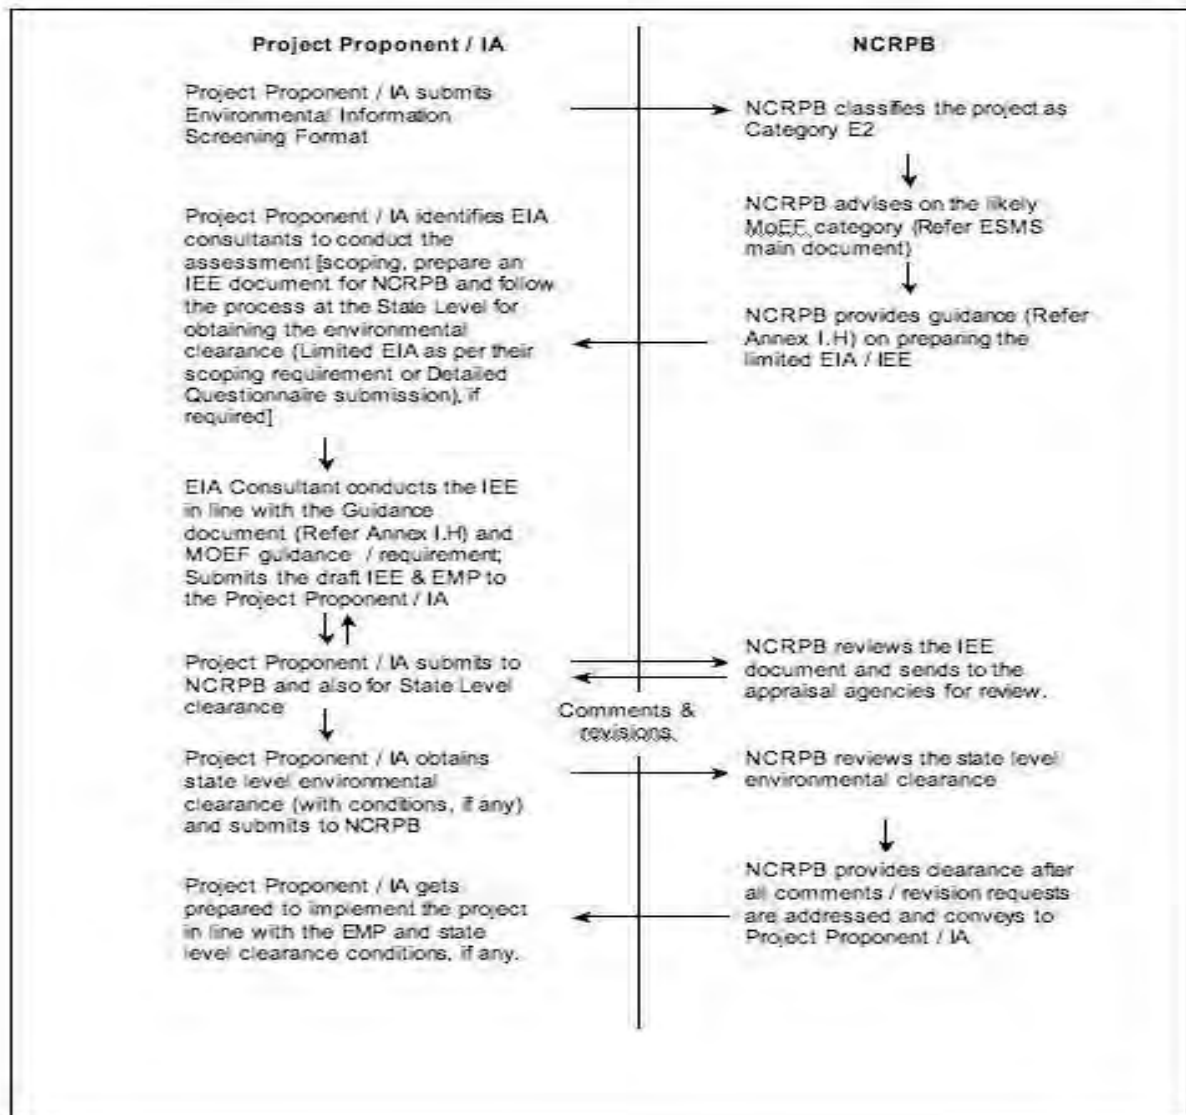 Project Proponent / IA
NCRPB
Project Proponent / IA submits
Environmental Information
Screening Format
NCRPB classifies the project as
Category E2
NCRPB advises on the likely
MoEF category (Refer ESMS
main document)
Project Proponent / IA identifies EIA
consultants to conduct the
assessment [scoping, prepare an
IEE document for NCRPB and follow
the process at the State Level for
obtaining the environmental
clearance (Limited EIA as per their
scoping requirement or Detailed
Questionnaire submission), if
required]
NCRPB provides guidance (Refer
Annex I.H) on preparing the
limited EIA / IEE
EIA Consultant conducts the IEE
in line with the Guidance
document (Refer Annex I.H) and
MOEF guidance / requirement;
Submits the draft IEE & EMP to
the Project Proponent / IA
Project Proponent / IA submits to
NCRPB and also for State Level
clearance
NCRPB reviews the IEE
document and sends to the
appraisal agencies for review.
Comments &
revisions.
Project Proponent / IA obtains
state level environmental
clearance (with conditions, if any)
and submits to NCRPB
NCRPB reviews the state level
environmental clearance
NCRPB provides clearance after
all comments / revision requests
are addressed and conveys to
Project Proponent / IA
Project Proponent / IA gets
prepared to implement the project
in line with the EMP and state
level clearance conditions, if any.